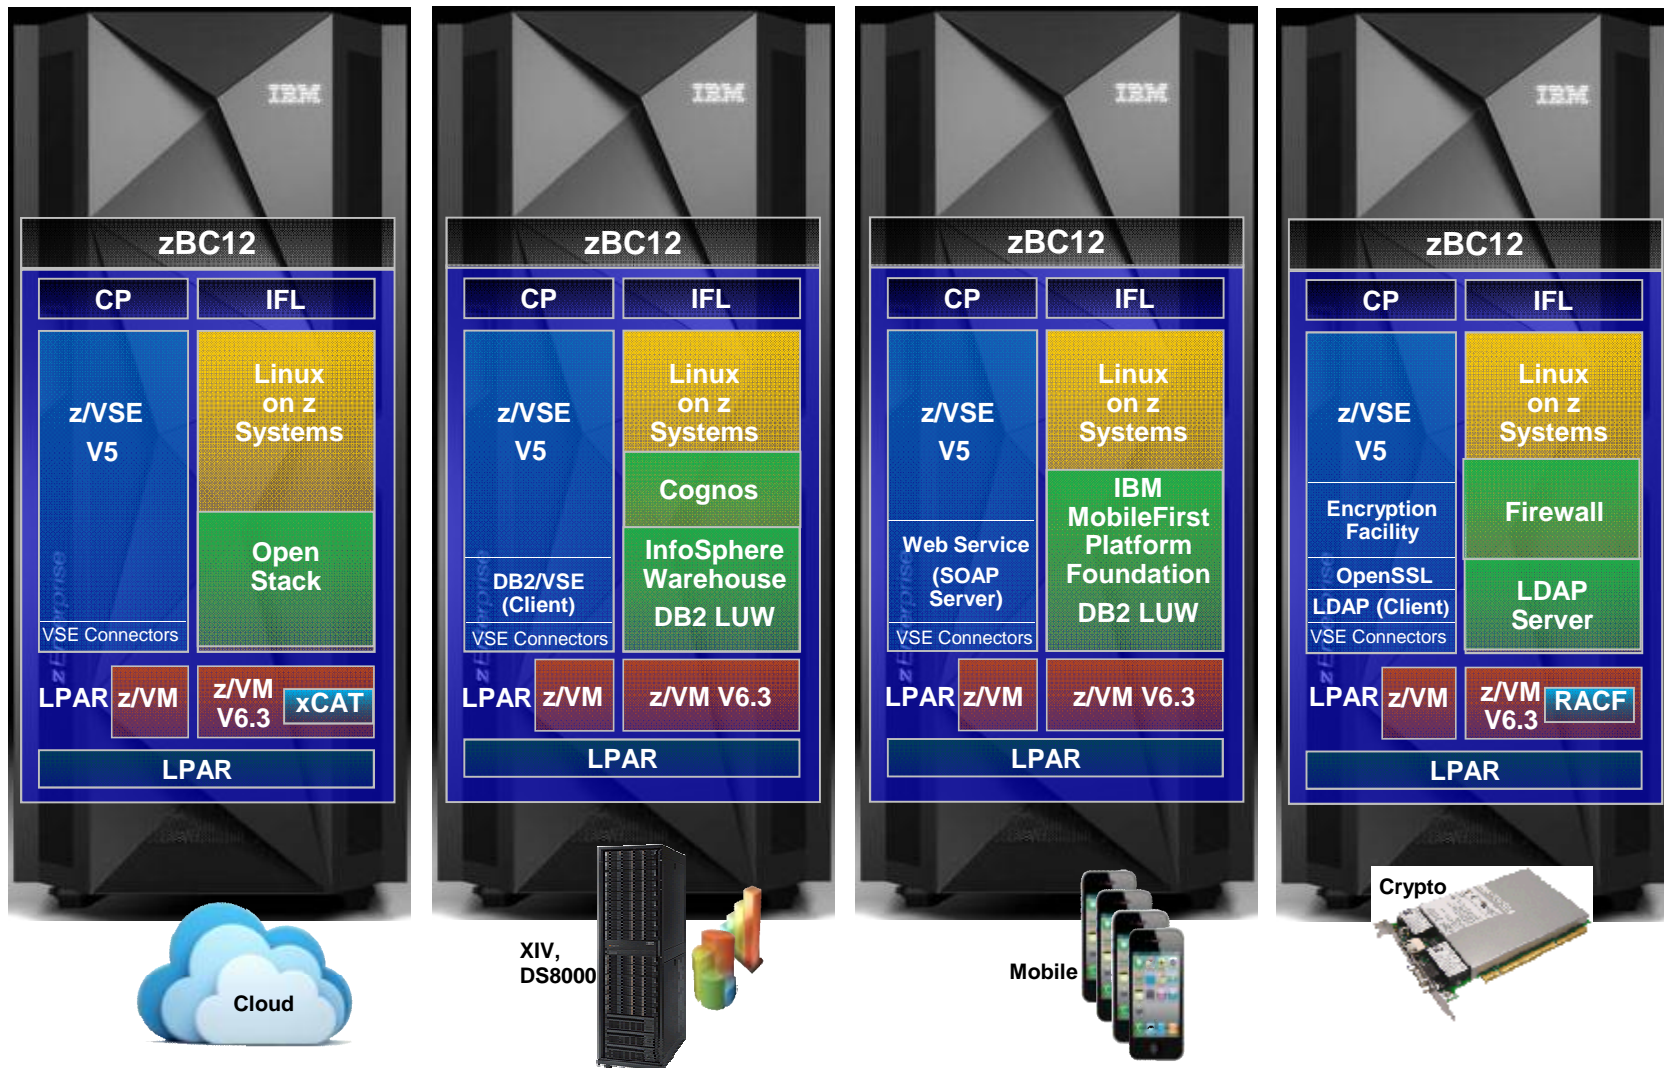 IBM
zBC12
CP
IFL
z/VSE
V5
VSE Connectors
Linux
on z
Systems
Open
Stack
LPAR
z/VM
z/VM
V6.3
xCAT
LPAR
zEnterprise
Cloud
IBM
zBC12
CP
IFL
z/VSE
V5
DB2/VSE
(Client)
VSE Connectors
Linux
on z
Systems
Cognos
InfoSphere
Warehouse
DB2 LUW
LPAR
z/VM
z/VM V6.3
LPAR
zEnterprise
XIV,
DS8000
IBM
zBC12
CP
IFL
z/VSE
V5
Web Service
(SOAP
Server)
VSE Connectors
Linux
on z
Systems
IBM
MobileFirst
Platform
Foundation
DB2 LUW
LPAR
z/VM
z/VM V6.3
LPAR
zEnterprise
Mobile
IBM
zBC12
CP
IFL
z/VSE
V5
Encryption
Facility
OpenSSL
LDAP (Client)
VSE Connectors
Linux
on z
Systems
Firewall
LDAP
Server
LPAR
z/VM
z/VM
V6.3
RACF
LPAR
zEnterprise
Crypto